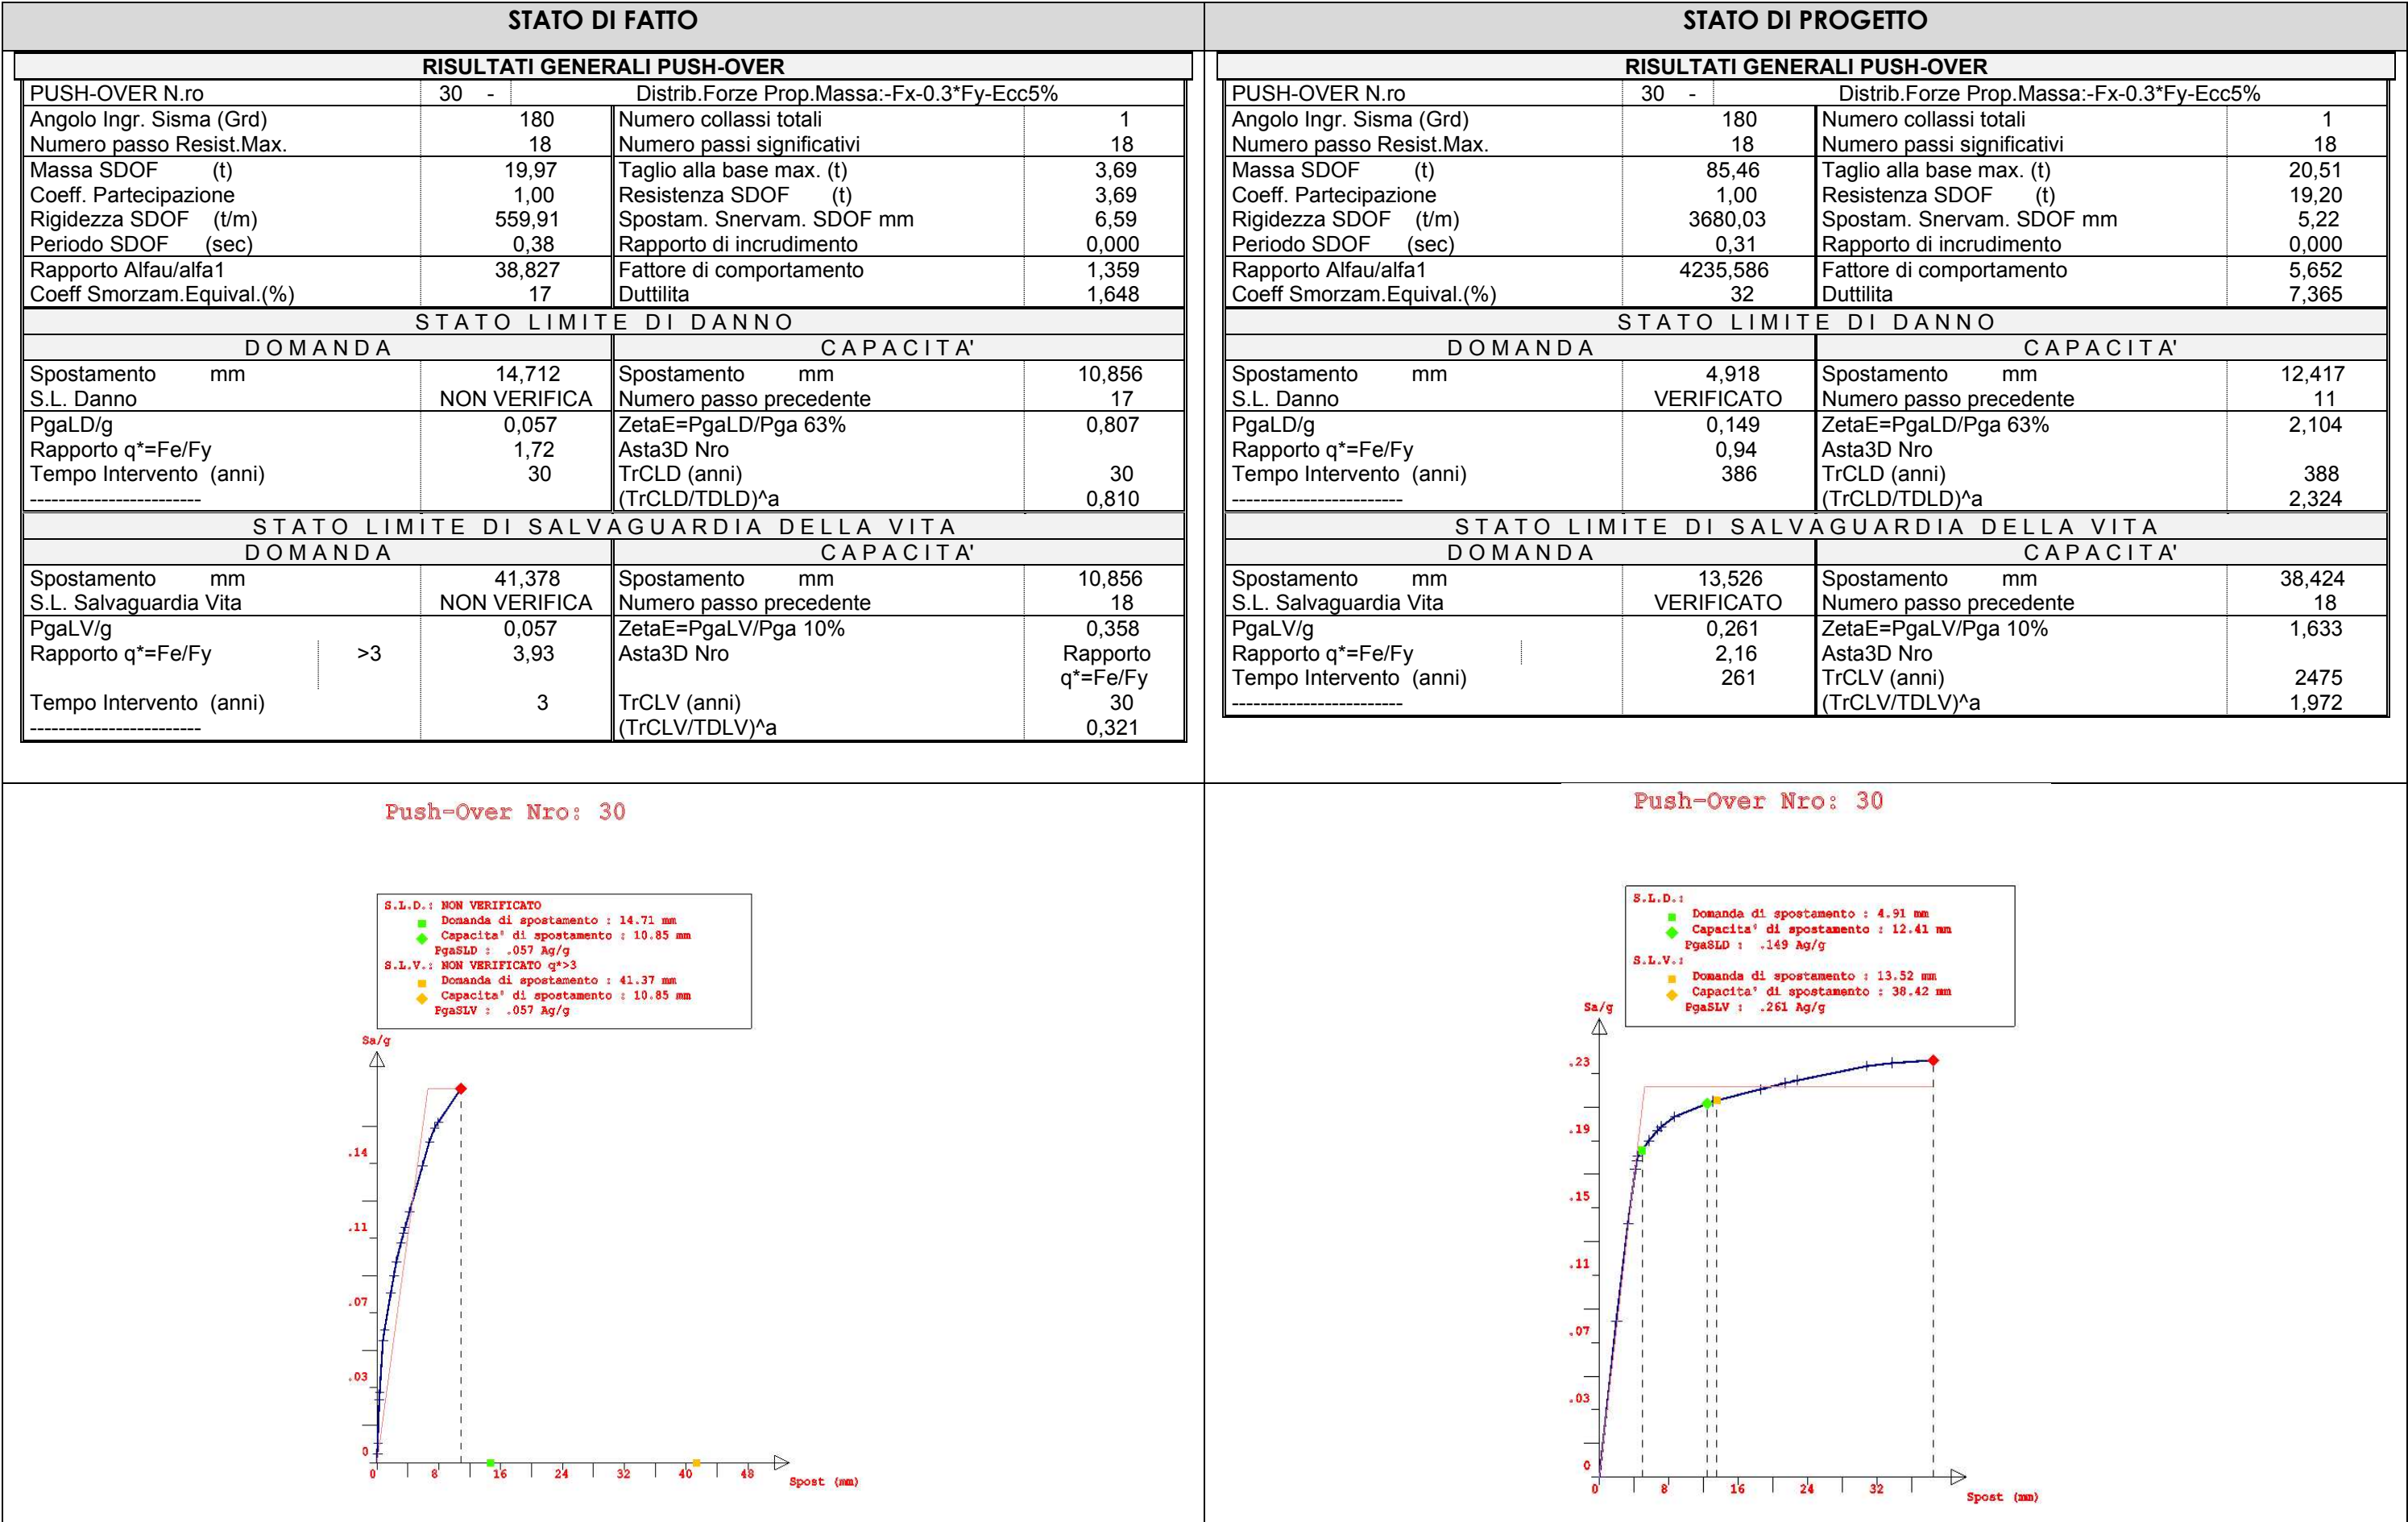 STATO DI FATTO
RISULTATI GENERALI PUSH-OVER
PUSH-OVER N.ro 30 - Distrib.Forze Prop.Massa:-Fx-0.3*Fy-Ecc5%
Angolo Ingr. Sisma (Grd) 180 Numero collassi totali 1
Numero passo Resist.Max. 18 Numero passi significativi 18
Massa SDOF (t) 19,97 Taglio alla base max. (t) 3,69
Coeff. Partecipazione 1,00 Resistenza SDOF (t) 3,69
Rigidezza SDOF (t/m) 559,91 Spostam. Snervam. SDOF mm 6,59
Periodo SDOF (sec) 0,38 Rapporto di incrudimento 0,000
Rapporto Alfau/alfa1 38,827 Fattore di comportamento 1,359
Coeff Smorzam.Equival.(%) 17 Duttilita 1,648
STATO LIMITE DI DANNO
DOMANDA CAPACITA'
Spostamento mm 14,712 Spostamento mm 10,856
S.L. Danno NON VERIFICA Numero passo precedente 17
PgaLD/g 0,057 ZetaE=PgaLD/Pga 63% 0,807
Rapporto q*=Fe/Fy 1,72 Asta3D Nro
Tempo Intervento (anni) 30 TrCLD (anni) 30
------------------------ (TrCLD/TDLD)^a 0,810
STATO LIMITE DI SALVAGUARDIA DELLA VITA
DOMANDA CAPACITA'
Spostamento mm 41,378 Spostamento mm 10,856
S.L. Salvaguardia Vita NON VERIFICA Numero passo precedente 18
PgaLV/g 0,057 ZetaE=PgaLV/Pga 10% 0,358
Rapporto q*=Fe/Fy >3 3,93 Asta3D Nro Rapporto
q*=Fe/Fy
Tempo Intervento (anni) 3 TrCLV (anni) 30
------------------------ (TrCLV/TDLV)^a 0,321
STATO DI PROGETTO
RISULTATI GENERALI PUSH-OVER
PUSH-OVER N.ro 30 - Distrib.Forze Prop.Massa:-Fx-0.3*Fy-Ecc5%
Angolo Ingr. Sisma (Grd) 180 Numero collassi totali 1
Numero passo Resist.Max. 18 Numero passi significativi 18
Massa SDOF (t) 85,46 Taglio alla base max. (t) 20,51
Coeff. Partecipazione 1,00 Resistenza SDOF (t) 19,20
Rigidezza SDOF (t/m) 3680,03 Spostam. Snervam. SDOF mm 5,22
Periodo SDOF (sec) 0,31 Rapporto di incrudimento 0,000
Rapporto Alfau/alfa1 4235,586 Fattore di comportamento 5,652
Coeff Smorzam.Equival.(%) 32 Duttilita 7,365
STATO LIMITE DI DANNO
DOMANDA CAPACITA'
Spostamento mm 4,918 Spostamento mm 12,417
S.L. Danno VERIFICATO Numero passo precedente 11
PgaLD/g 0,149 ZetaE=PgaLD/Pga 63% 2,104
Rapporto q*=Fe/Fy 0,94 Asta3D Nro
Tempo Intervento (anni) 386 TrCLD (anni) 388
------------------------ (TrCLD/TDLD)^a 2,324
STATO LIMITE DI SALVAGUARDIA DELLA VITA
DOMANDA CAPACITA'
Spostamento mm 13,526 Spostamento mm 38,424
S.L. Salvaguardia Vita VERIFICATO Numero passo precedente 18
PgaLV/g 0,261 ZetaE=PgaLV/Pga 10% 1,633
Rapporto q*=Fe/Fy 2,16 Asta3D Nro
Tempo Intervento (anni) 261 TrCLV (anni) 2475
------------------------ (TrCLV/TDLV)^a 1,972
Push-Over Nro: 30
S.L.D.: NON VERIFICATO
Domanda di spostamento : 14.71 mm
Capacita' di spostamento : 10.85 mm
PgaSLD : .057 Ag/g
S.L.V.: NON VERIFICATO q*>3
Domanda di spostamento : 41.37 mm
Capacita' di spostamento : 10.85 mm
PgaSLV : .057 Ag/g
Sa/g
.14
.11
.07
.03
0
0 8 16 24 32 40 48
Spost (mm)
Push-Over Nro: 30
S.L.D.:
Domanda di spostamento : 4.91 mm
Capacita' di spostamento : 12.41 mm
PgaSLD : .149 Ag/g
S.L.V.:
Domanda di spostamento : 13.52 mm
Capacita' di spostamento : 38.42 mm
PgaSLV : .261 Ag/g
Sa/g
.23
.19
.15
.11
.07
.03
0
0 8 16 24 32
Spost (mm)